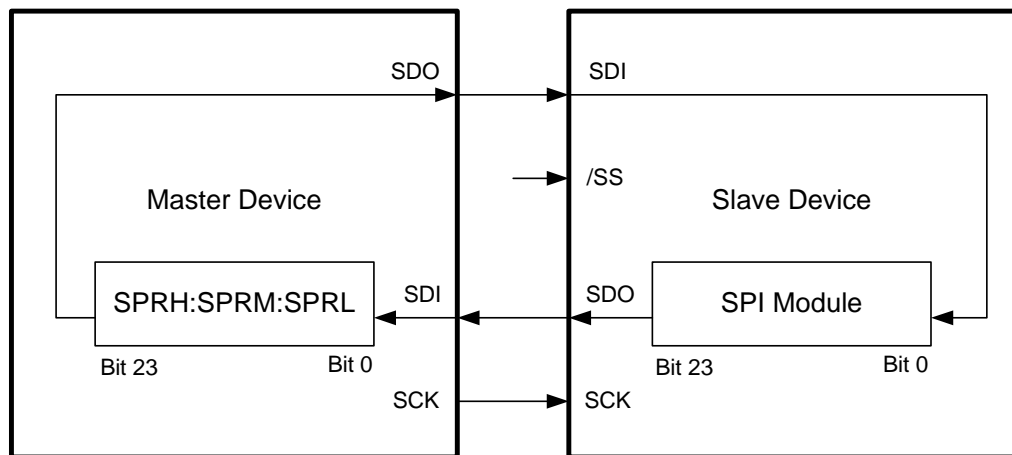 SDO SDI
/SS
Master Device Slave Device
SPRH:SPRM:SPRL SDI SDO SPI Module
Bit 23 Bit 0 Bit 23 Bit 0
SCK SCK